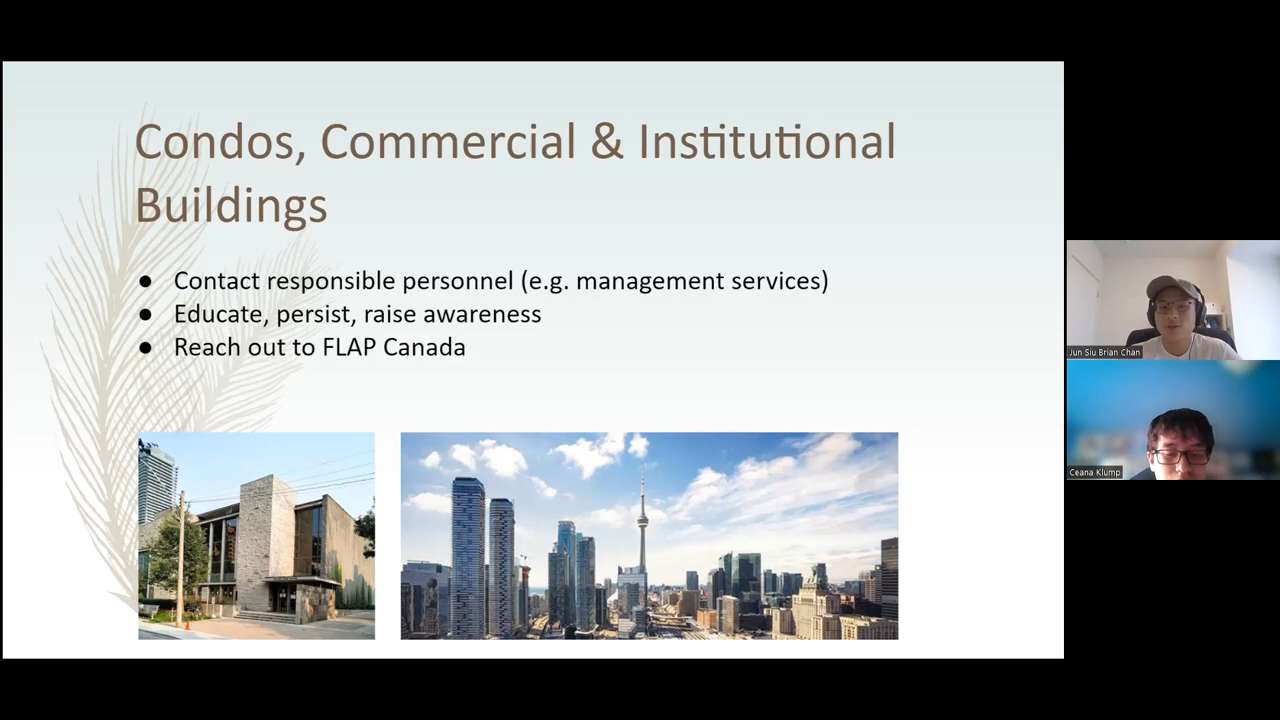 Condos, Commercial & Institutional
Buildings
● Contact responsible personnel (e.g. management services)
● Educate, persist, raise awareness
● Reach out to FLAP Canada
Jun Siu Brian Chan
Ceana Klump